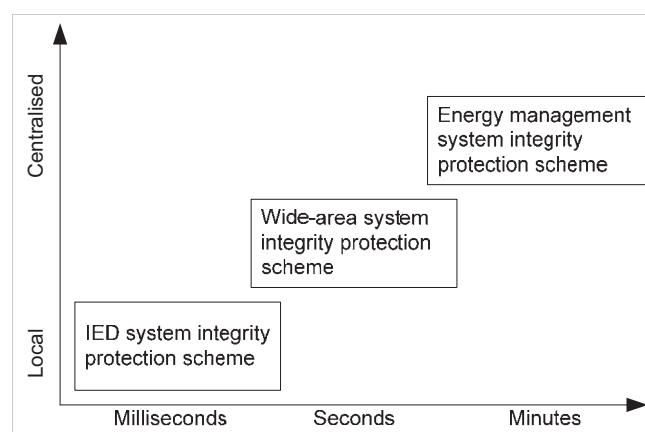 Centralised
Local
Energy management
system integrity
protection scheme
Wide-area system
integrity protection
scheme
IED system integrity
protection scheme
Milliseconds
Seconds
Minutes